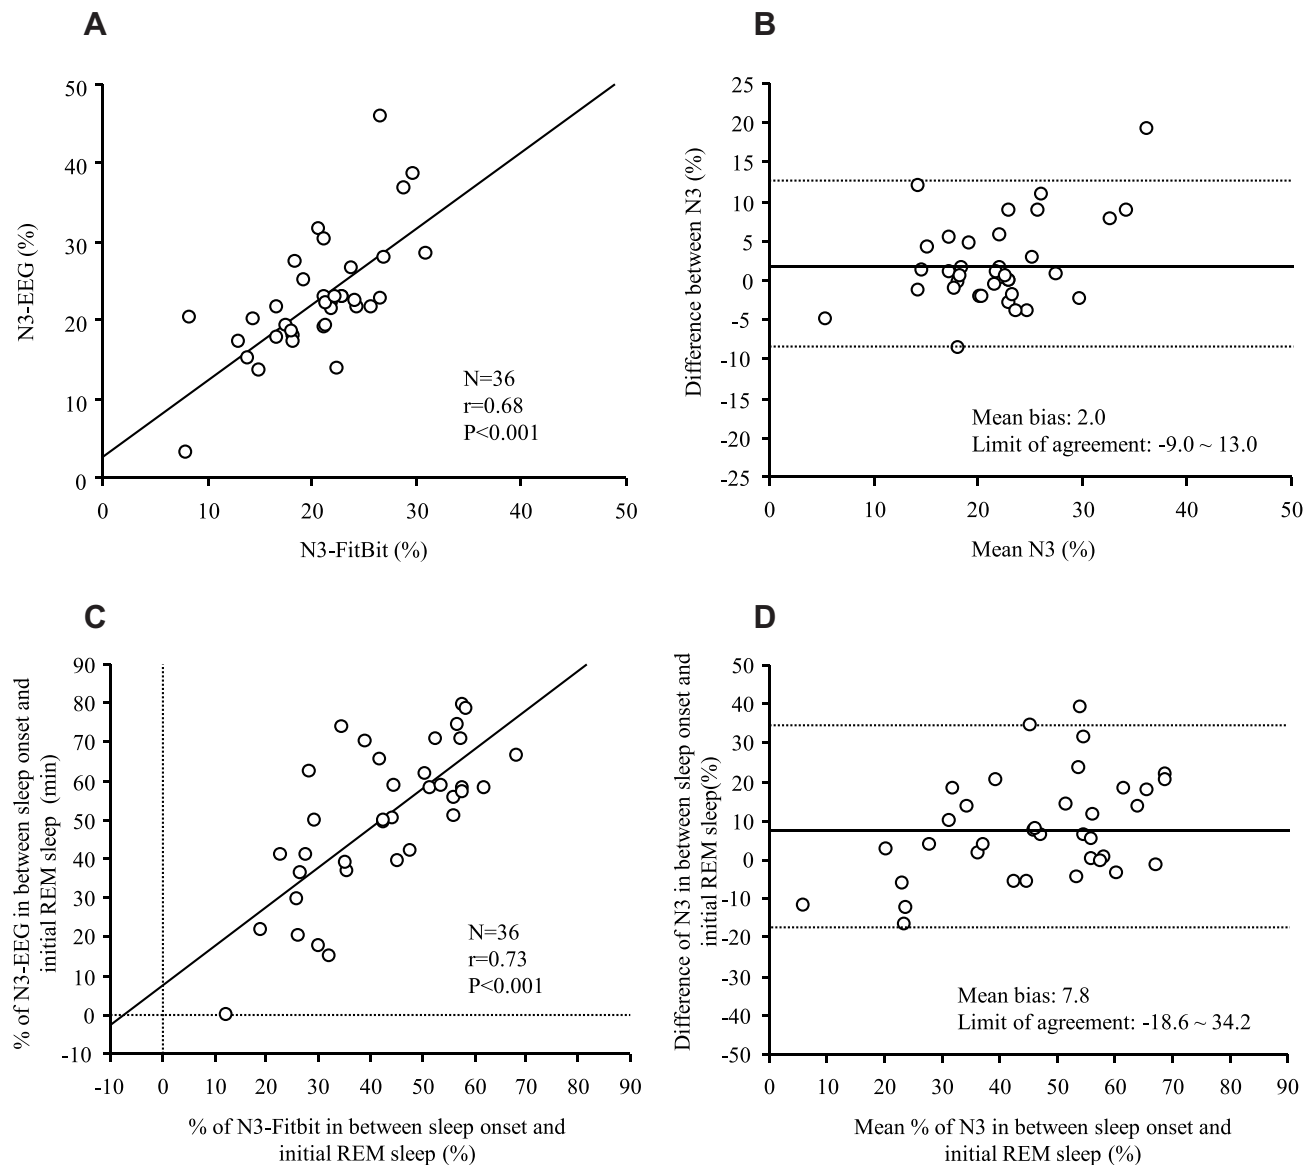 A
50
40
30
20
10
0
N3-EEG (%)
N=36
r=0.68
P<0.001
0 10 20 30 40 50
N3-FitBit (%)
B
25
20
15
10
5
0
-5
-10
-15
-20
-25
Difference between N3 (%)
Mean bias: 2.0
Limit of agreement: -9.0 ~ 13.0
0 10 20 30 40 50
Mean N3 (%)
C
90
80
70
60
50
40
30
20
10
0
-10
% of N3-EEG in between sleep onset and
initial REM sleep (min)
N=36
r=0.73
P<0.001
-10 0 10 20 30 40 50 60 70 80 90
% of N3-Fitbit in between sleep onset and
initial REM sleep (%)
D
50
40
30
20
10
0
-10
-20
-30
-40
-50
Difference of N3 in between sleep onset and
initial REM sleep(%)
Mean bias: 7.8
Limit of agreement: -18.6 ~ 34.2
0 10 20 30 40 50 60 70 80 90
Mean % of N3 in between sleep onset and
initial REM sleep (%)